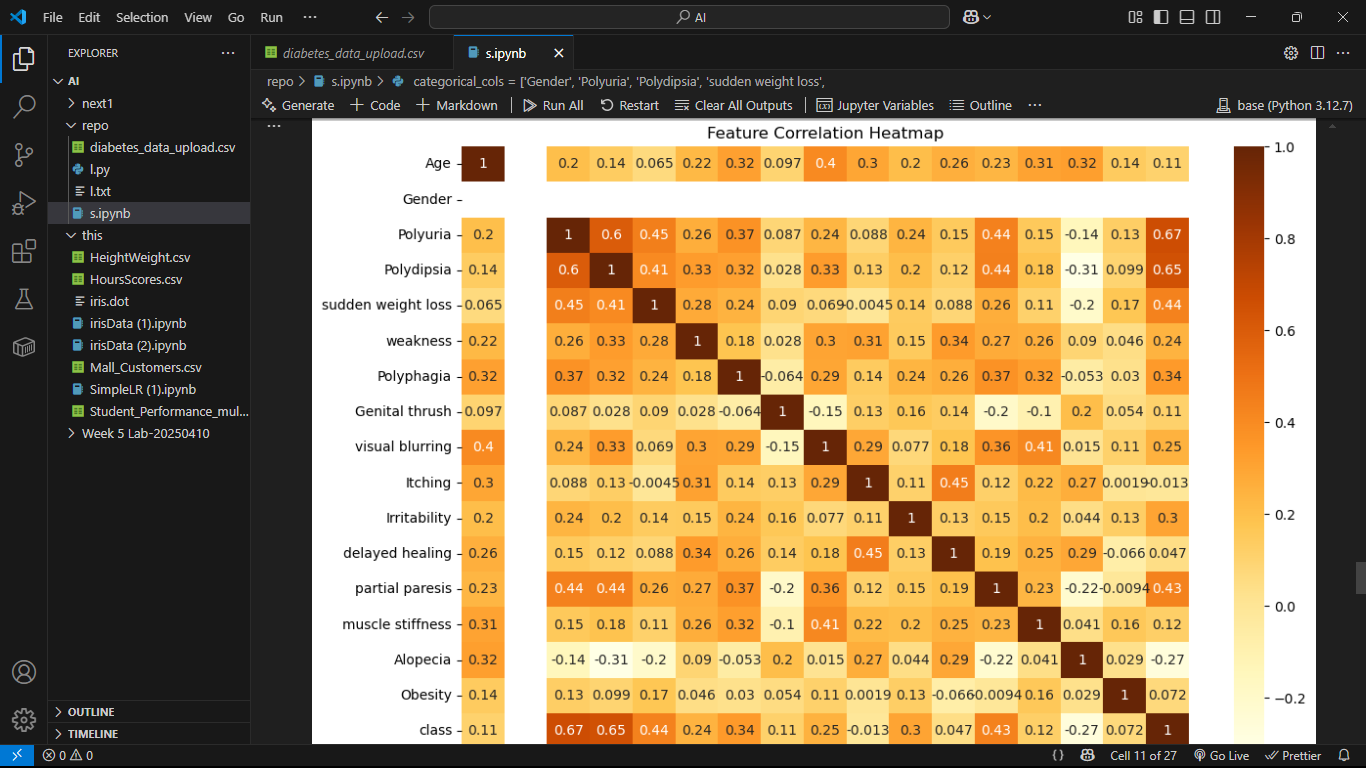 File Edit Selection View Go Run ··· AI
EXPLORER ···
AI
next1
repo
diabetes_data_upload.csv
l.py
l.txt
s.ipynb
this
HeightWeight.csv
HoursScores.csv
iris.dot
irisData (1).ipynb
irisData (2).ipynb
Mall_Customers.csv
SimpleLR (1).ipynb
Student_Performance_mul...
Week 5 Lab-20250410
OUTLINE
TIMELINE
diabetes_data_upload.csv s.ipynb
repo > s.ipynb > categorical_cols = ['Gender', 'Polyuria', 'Polydipsia', 'sudden weight loss',
Generate + Code + Markdown Run All Restart Clear All Outputs Jupyter Variables Outline ··· base (Python 3.12.7)
Feature Correlation Heatmap
Age 1 0.2 0.14 0.065 0.22 0.32 0.097 0.4 0.3 0.2 0.26 0.23 0.31 0.32 0.14 0.11
Gender
Polyuria 0.2 1 0.6 0.45 0.26 0.37 0.087 0.24 0.088 0.24 0.15 0.44 0.15 -0.14 0.13 0.67
Polydipsia 0.14 0.6 1 0.41 0.33 0.32 0.028 0.33 0.13 0.2 0.12 0.44 0.18 -0.31 0.099 0.65
sudden weight loss 0.065 0.45 0.41 1 0.28 0.24 0.09 0.069 -0.0045 0.14 0.088 0.26 0.11 -0.2 0.17 0.44
weakness 0.22 0.26 0.33 0.28 1 0.18 0.028 0.3 0.31 0.15 0.34 0.27 0.26 0.09 0.046 0.24
Polyphagia 0.32 0.37 0.32 0.24 0.18 1 -0.064 0.29 0.14 0.24 0.26 0.37 0.32 -0.053 0.03 0.34
Genital thrush 0.097 0.087 0.028 0.09 0.028 -0.064 1 -0.15 0.13 0.16 0.14 -0.2 -0.1 0.2 0.054 0.11
visual blurring 0.4 0.24 0.33 0.069 0.3 0.29 -0.15 1 0.29 0.077 0.18 0.36 0.41 0.015 0.11 0.25
Itching 0.3 0.088 0.13 -0.0045 0.31 0.14 0.13 0.29 1 0.11 0.45 0.12 0.22 0.27 0.0019 -0.013
Irritability 0.2 0.24 0.2 0.14 0.15 0.24 0.16 0.077 0.11 1 0.13 0.15 0.2 0.044 0.13 0.3
delayed healing 0.26 0.15 0.12 0.088 0.34 0.26 0.14 0.18 0.45 0.13 1 0.19 0.25 0.29 -0.066 0.047
partial paresis 0.23 0.44 0.44 0.26 0.27 0.37 -0.2 0.36 0.12 0.15 0.19 1 0.23 -0.22 -0.0094 0.43
muscle stiffness 0.31 0.15 0.18 0.11 0.26 0.32 -0.1 0.41 0.22 0.2 0.25 0.23 1 0.041 0.16 0.12
Alopecia 0.32 -0.14 -0.31 -0.2 0.09 -0.053 0.2 0.015 0.27 0.044 0.29 -0.22 0.041 1 0.029 -0.27
Obesity 0.14 0.13 0.099 0.17 0.046 0.03 0.054 0.11 0.0019 0.13 -0.066 0.0094 0.16 0.029 1 0.072
class 0.11 0.67 0.65 0.44 0.24 0.34 0.11 0.25 -0.013 0.3 0.047 0.43 0.12 -0.27 0.072 1
1.0
0.8
0.6
0.4
0.2
0.0
−0.2
0 0 {} Cell 11 of 27 Go Live Prettier